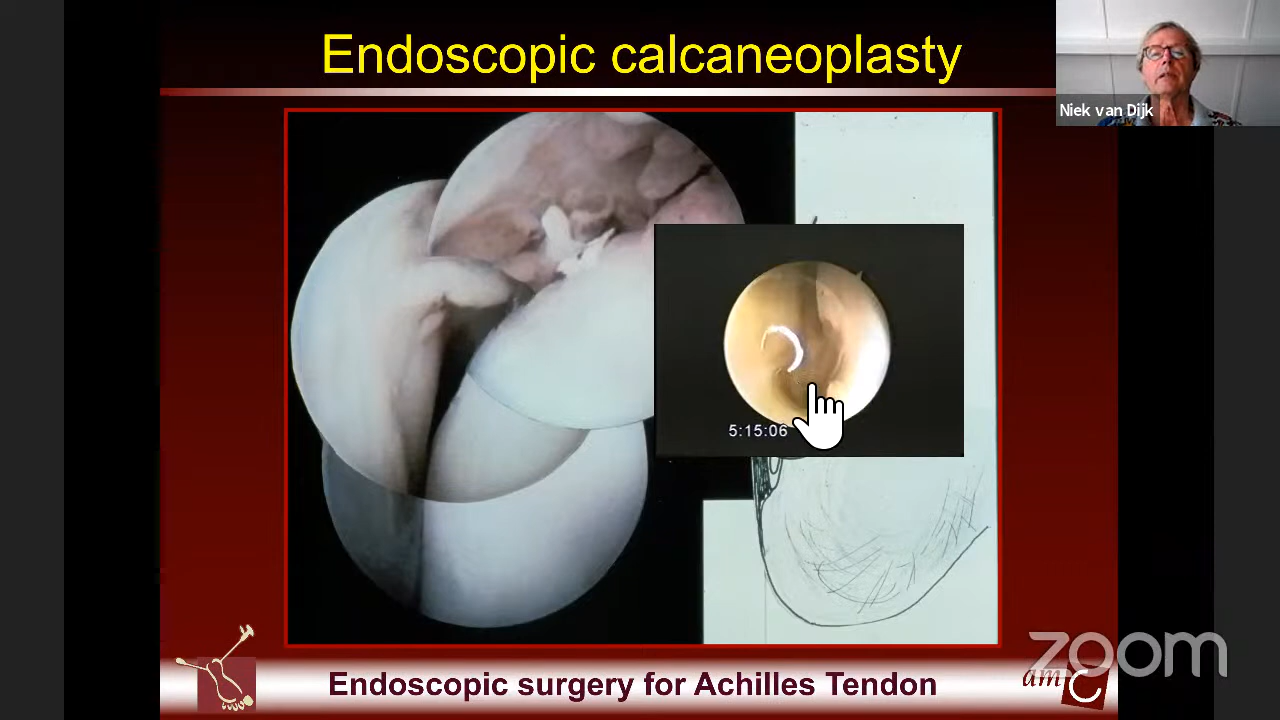 Endoscopic calcaneoplasty
Niek van Dijk
5:15:06
zoom
amC
Endoscopic surgery for Achilles Tendon